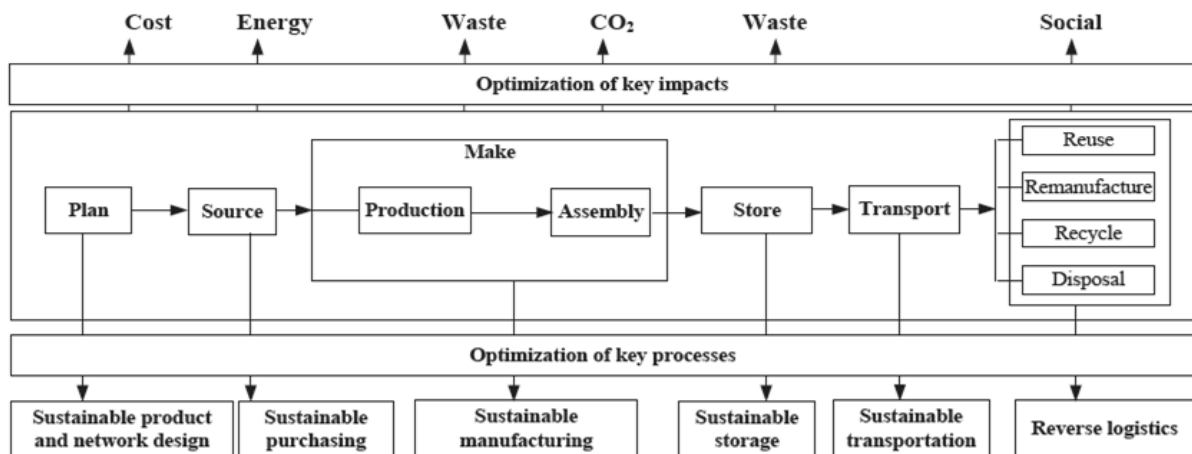 Cost Energy Waste CO₂ Waste Social
Optimization of key impacts
Make
Plan
Source
Production
Assembly
Store
Transport
Reuse
Remanufacture
Recycle
Disposal
Optimization of key processes
Sustainable product
and network design
Sustainable
purchasing
Sustainable
manufacturing
Sustainable
storage
Sustainable
transportation
Reverse logistics